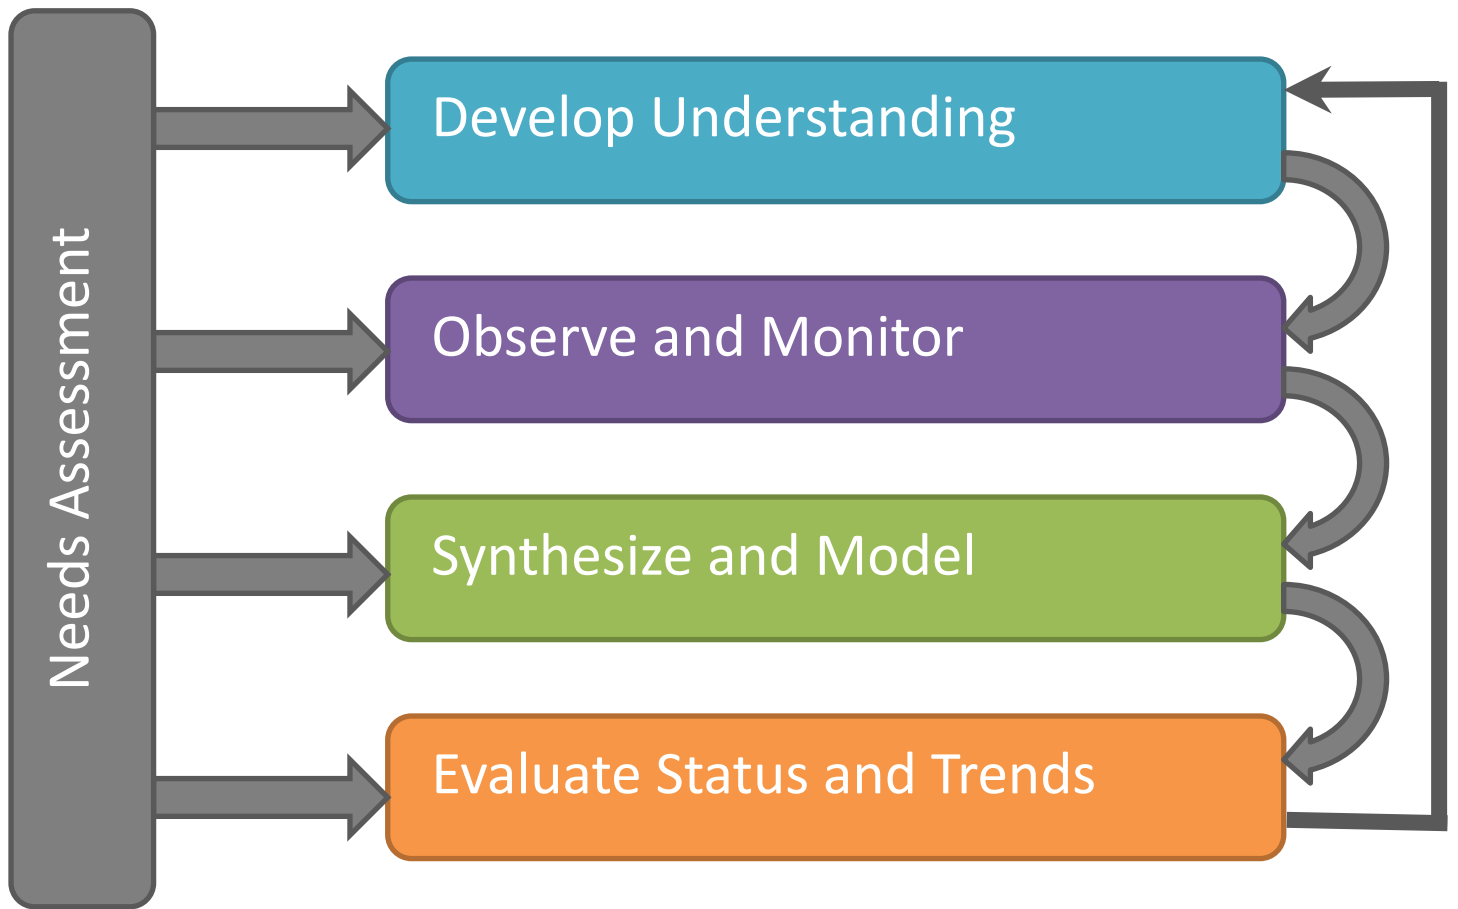 Needs Assessment
Develop Understanding
Observe and Monitor
Synthesize and Model
Evaluate Status and Trends